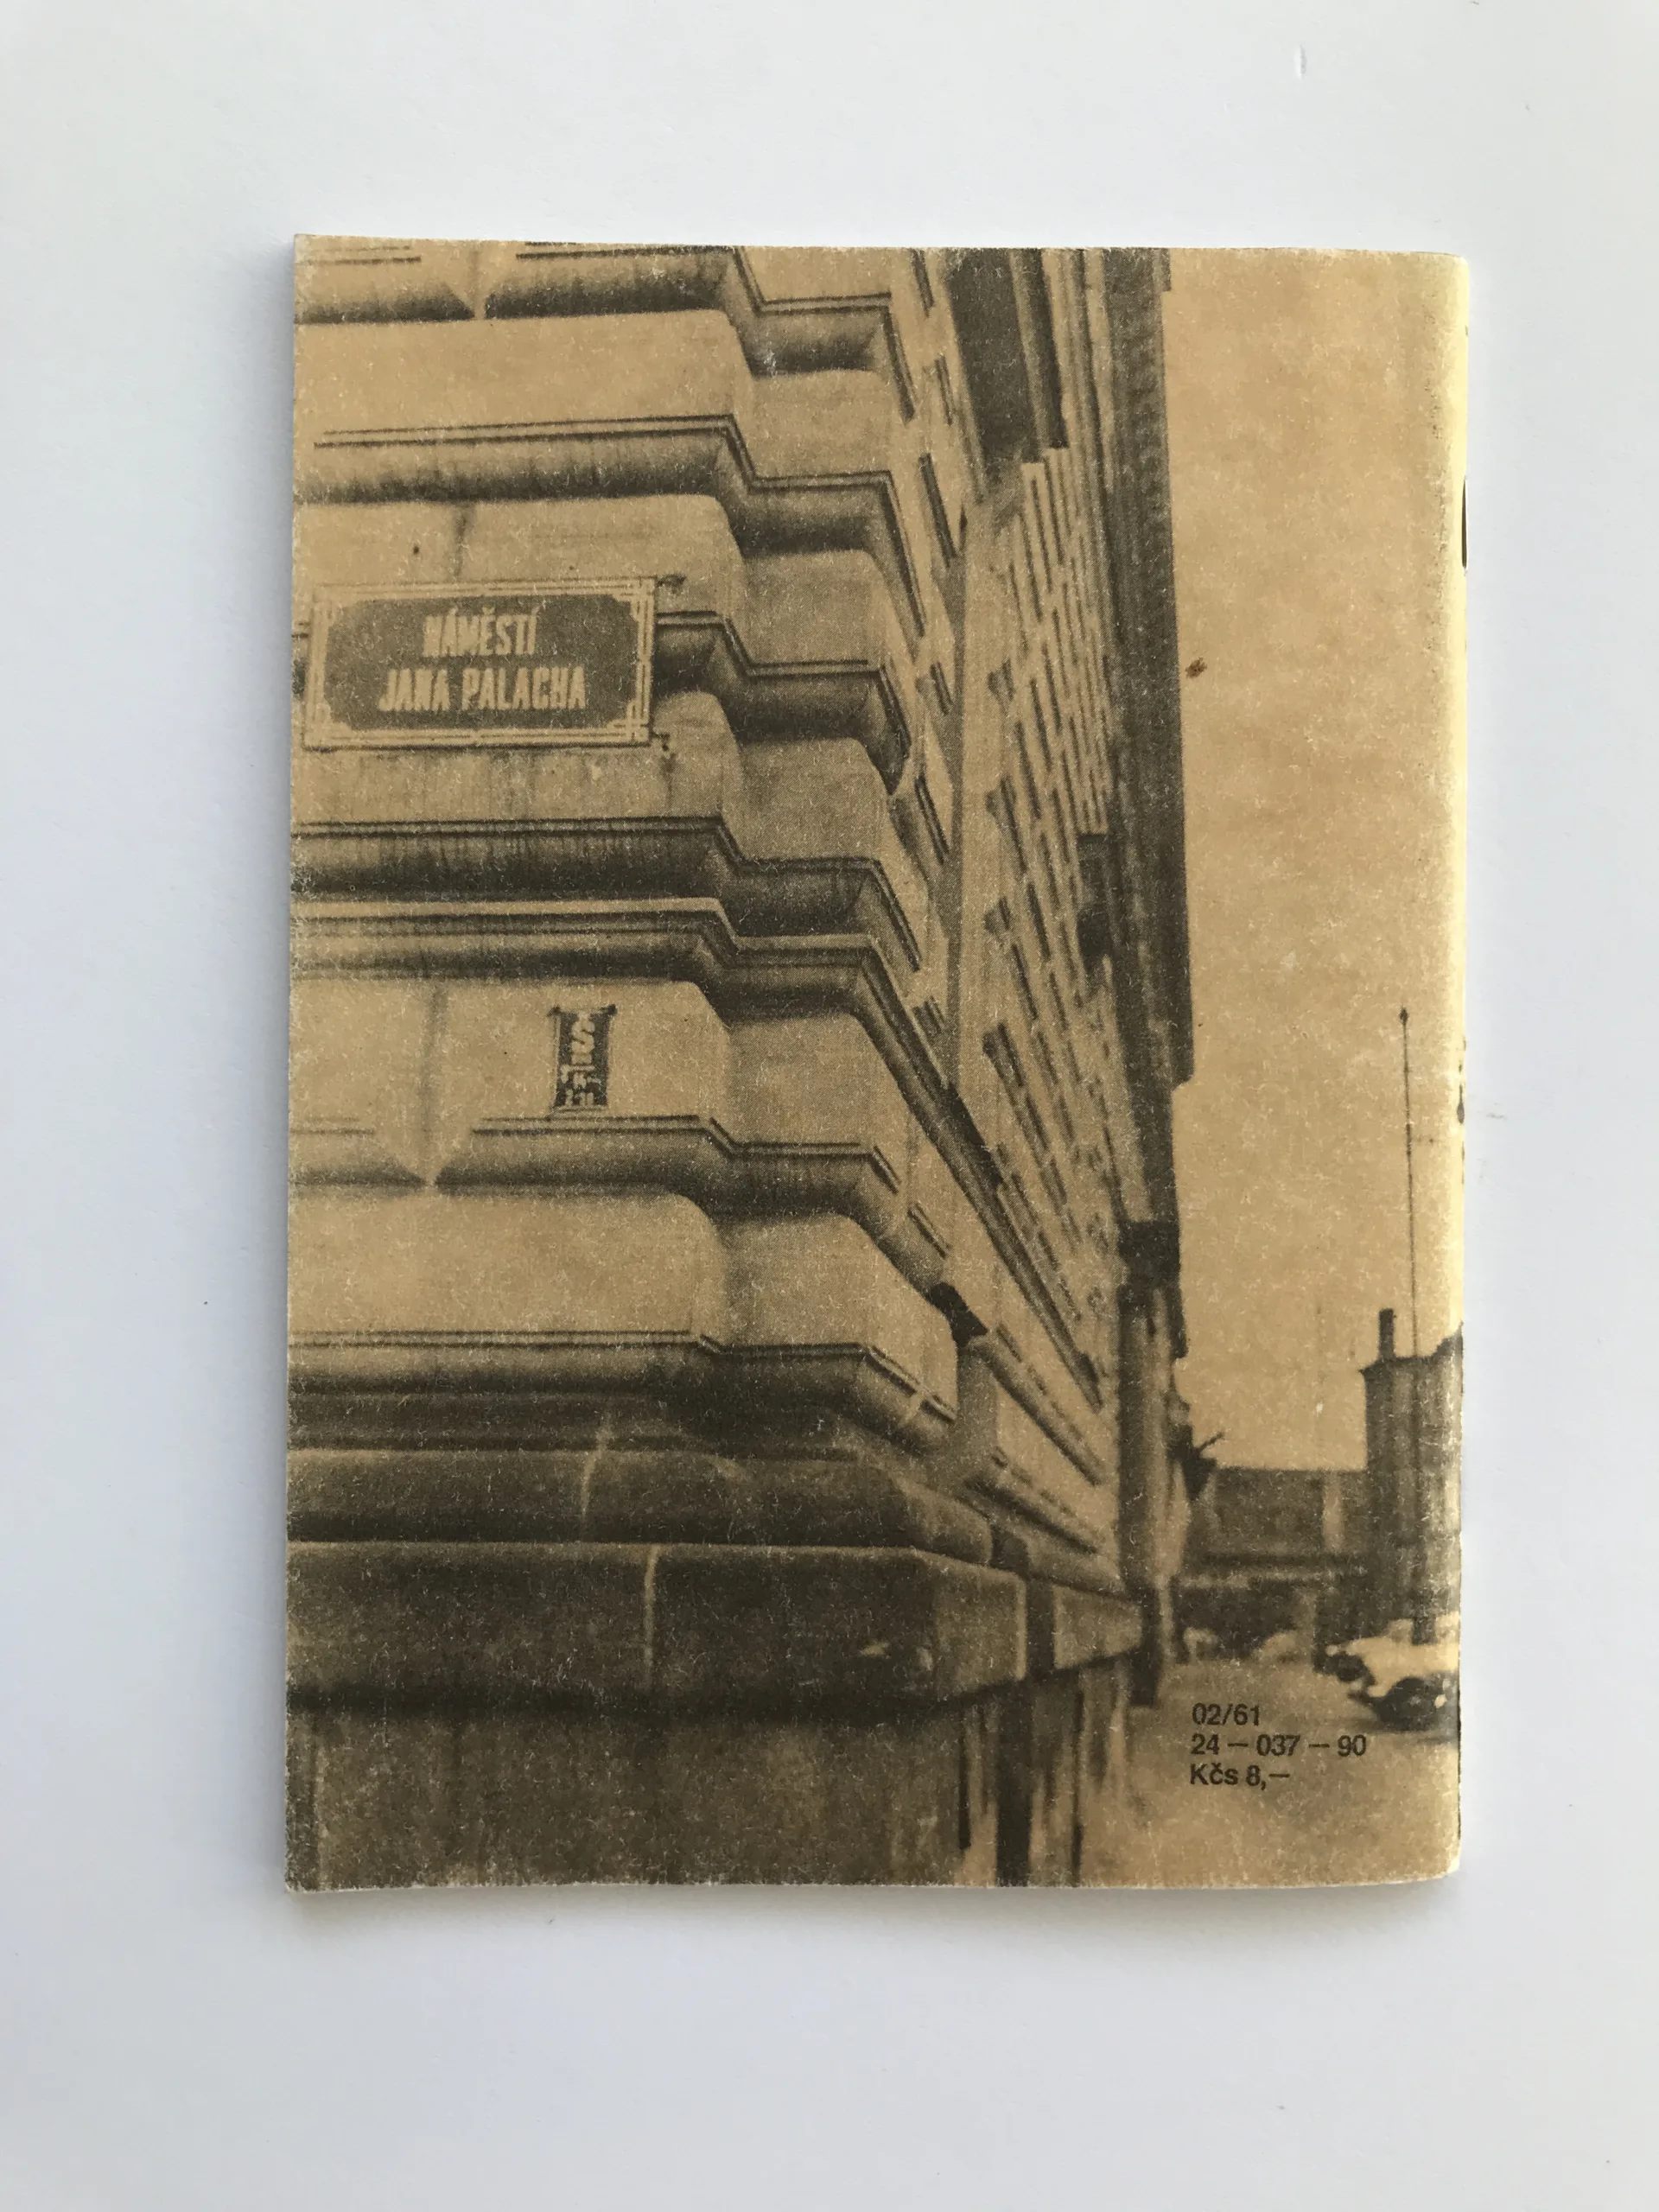 NÁMĚSTÍ
JANA PALACHA
S
02/61
24 — 037 — 90
Kčs 8,—